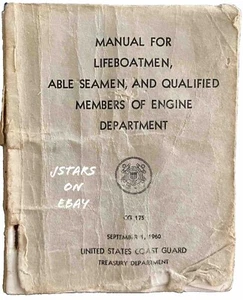 MANUAL FOR
LIFEBOATMEN,
ABLE SEAMEN, AND QUALIFIED
MEMBERS OF ENGINE
DEPARTMENT
JSTARS
ON
EBAY
CG 175
SEPTEMBER 1, 1960
UNITED STATES COAST GUARD
TREASURY DEPARTMENT